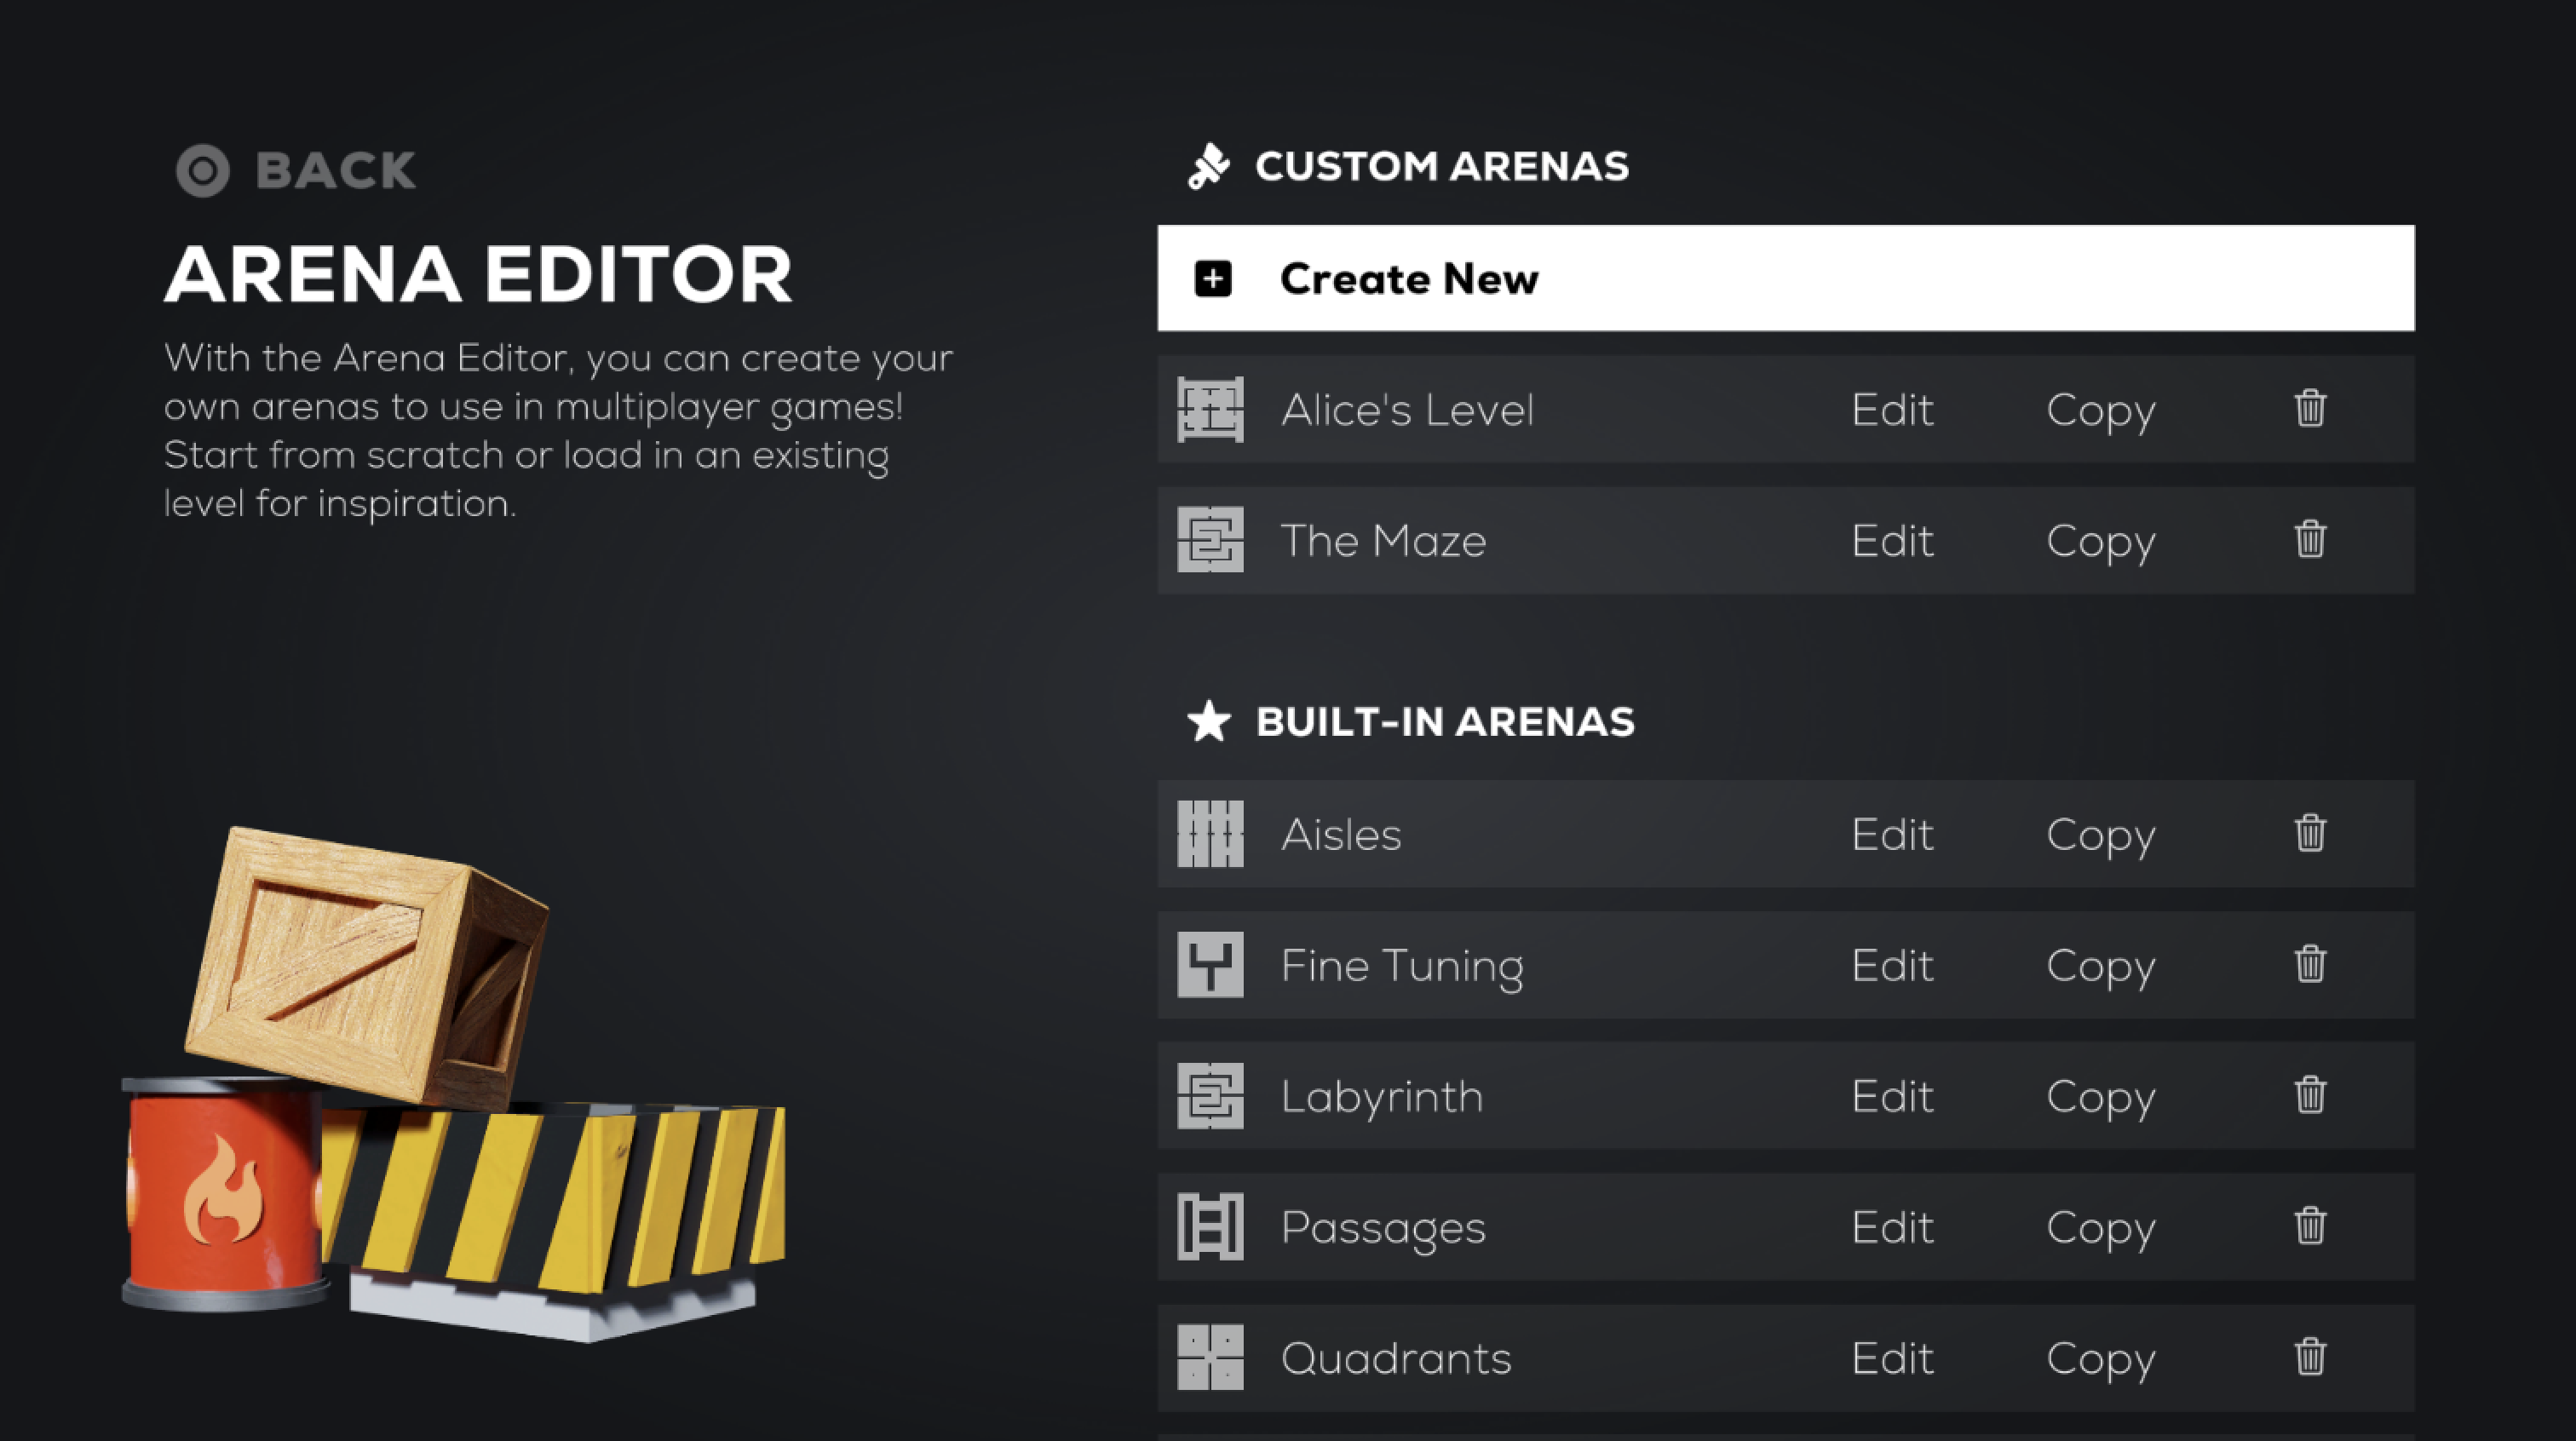 BACK
ARENA EDITOR
With the Arena Editor, you can create your
own arenas to use in multiplayer games!
Start from scratch or load in an existing
level for inspiration.
CUSTOM ARENAS
Create New
Alice's Level Edit Copy
The Maze Edit Copy
BUILT-IN ARENAS
Aisles Edit Copy
Fine Tuning Edit Copy
Labyrinth Edit Copy
Passages Edit Copy
Quadrants Edit Copy